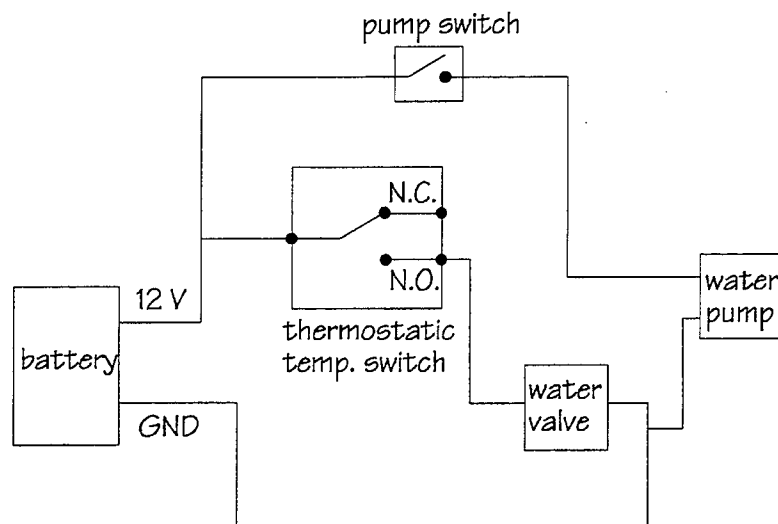 pump switch
N.C.
N.O.
12 V
thermostatic
temp. switch
water
pump
battery
water
valve
GND